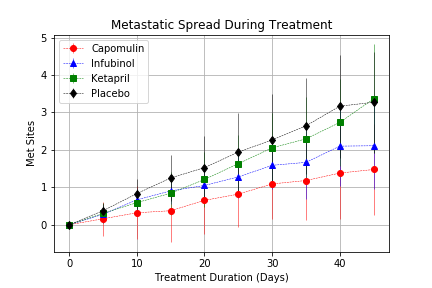 Metastatic Spread During Treatment
Met Sites
5
4
3
2
1
0
Capomulin
Infubinol
Ketapril
Placebo
0 10 20 30 40
Treatment Duration (Days)